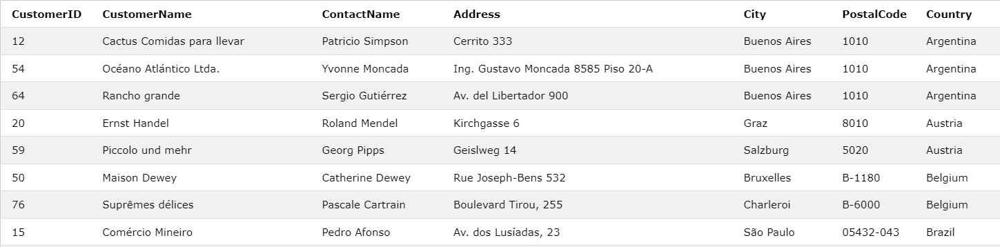 CustomerID CustomerName ContactName Address City PostalCode Country
12 Cactus Comidas para llevar Patricio Simpson Cerrito 333 Buenos Aires 1010 Argentina
54 Océano Atlántico Ltda. Yvonne Moncada Ing. Gustavo Moncada 8585 Piso 20-A Buenos Aires 1010 Argentina
64 Rancho grande Sergio Gutiérrez Av. del Libertador 900 Buenos Aires 1010 Argentina
20 Ernst Handel Roland Mendel Kirchgasse 6 Graz 8010 Austria
59 Piccolo und mehr Georg Pipps Geislweg 14 Salzburg 5020 Austria
50 Maison Dewey Catherine Dewey Rue Joseph-Bens 532 Bruxelles B-1180 Belgium
76 Suprêmes délices Pascale Cartrain Boulevard Tirou, 255 Charleroi B-6000 Belgium
15 Comércio Mineiro Pedro Afonso Av. dos Lusíadas, 23 São Paulo 05432-043 Brazil